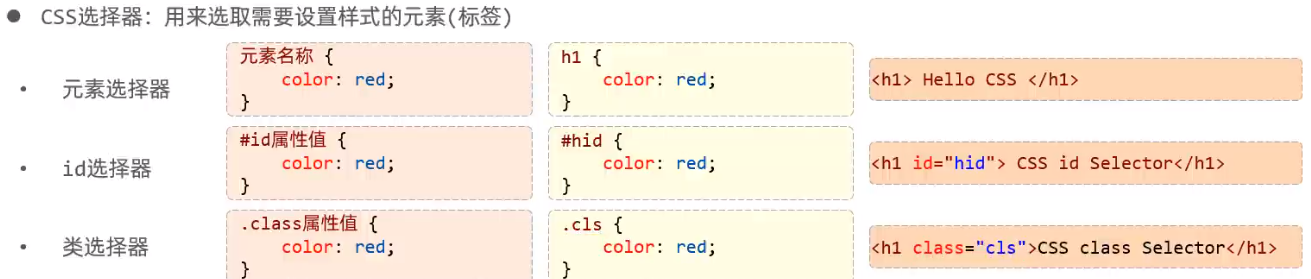 ● CSS选择器：用来选取需要设置样式的元素(标签)
• 元素选择器
元素名称 {
    color: red;
}
h1 {
    color: red;
}
<h1> Hello CSS </h1>
• id选择器
#id属性值 {
    color: red;
}
#hid {
    color: red;
}
<h1 id="hid"> CSS id Selector</h1>
• 类选择器
.class属性值 {
    color: red;
}
.cls {
    color: red;
}
<h1 class="cls">CSS class Selector</h1>